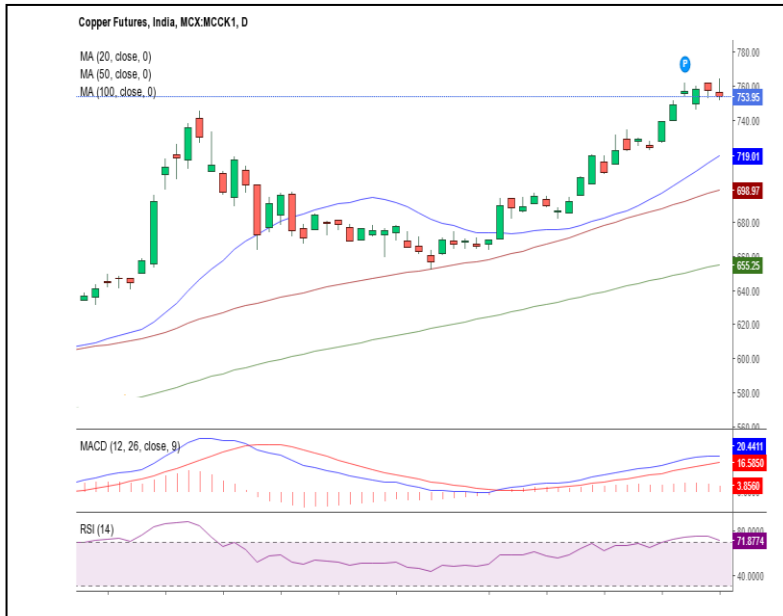 Copper Futures, India, MCX:MCCK1, D
MA (20, close, 0)
MA (50, close, 0)
MA (100, close, 0)
P
780.00
760.00
753.95
740.00
719.01
698.97
680.00
660.00
655.25
640.00
620.00
600.00
580.00
560.00
MACD (12, 26, close, 9)
20.4411
16.5850
3.8560
RSI (14)
80.0000
71.0774
40.0000